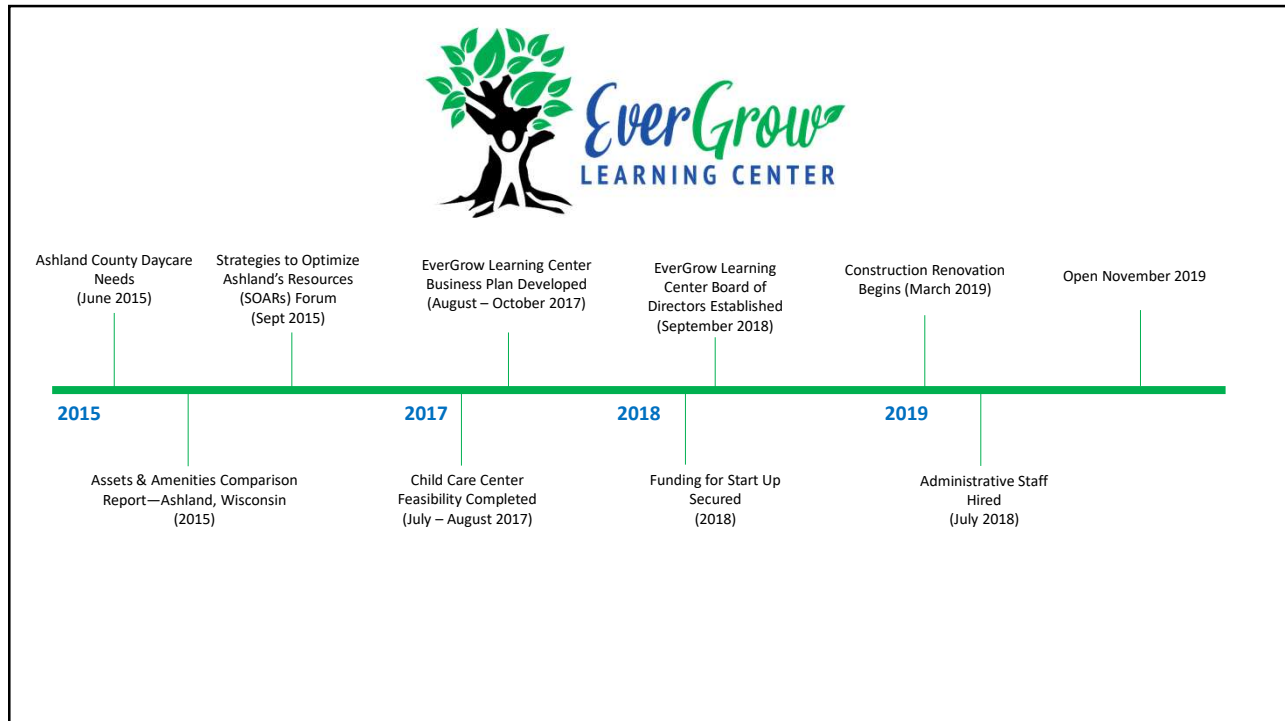 EverGrow
LEARNING CENTER
Ashland County Daycare
Needs
(June 2015)
Strategies to Optimize
Ashland’s Resources
(SOARs) Forum
(Sept 2015)
EverGrow Learning Center
Business Plan Developed
(August – October 2017)
EverGrow Learning
Center Board of
Directors Established
(September 2018)
Construction Renovation
Begins (March 2019)
Open November 2019
2015
2017
2018
2019
Assets & Amenities Comparison
Report—Ashland, Wisconsin
(2015)
Child Care Center
Feasibility Completed
(July – August 2017)
Funding for Start Up
Secured
(2018)
Administrative Staff
Hired
(July 2018)